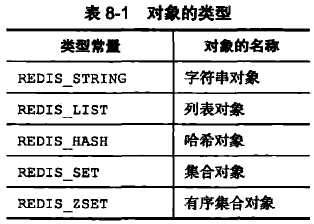 表 8-1 对象的类型
类型常量 对象的名称
REDIS_STRING 字符串对象
REDIS_LIST 列表对象
REDIS_HASH 哈希对象
REDIS_SET 集合对象
REDIS_ZSET 有序集合对象